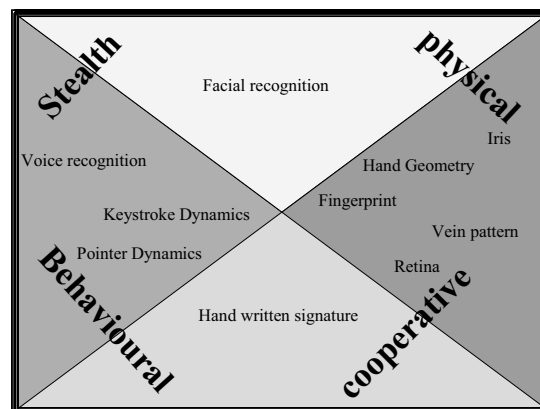 Stealth
physical
Facial recognition
Iris
Voice recognition
Hand Geometry
Fingerprint
Keystroke Dynamics
Vein pattern
Pointer Dynamics
Retina
Behavioural
cooperative
Hand written signature